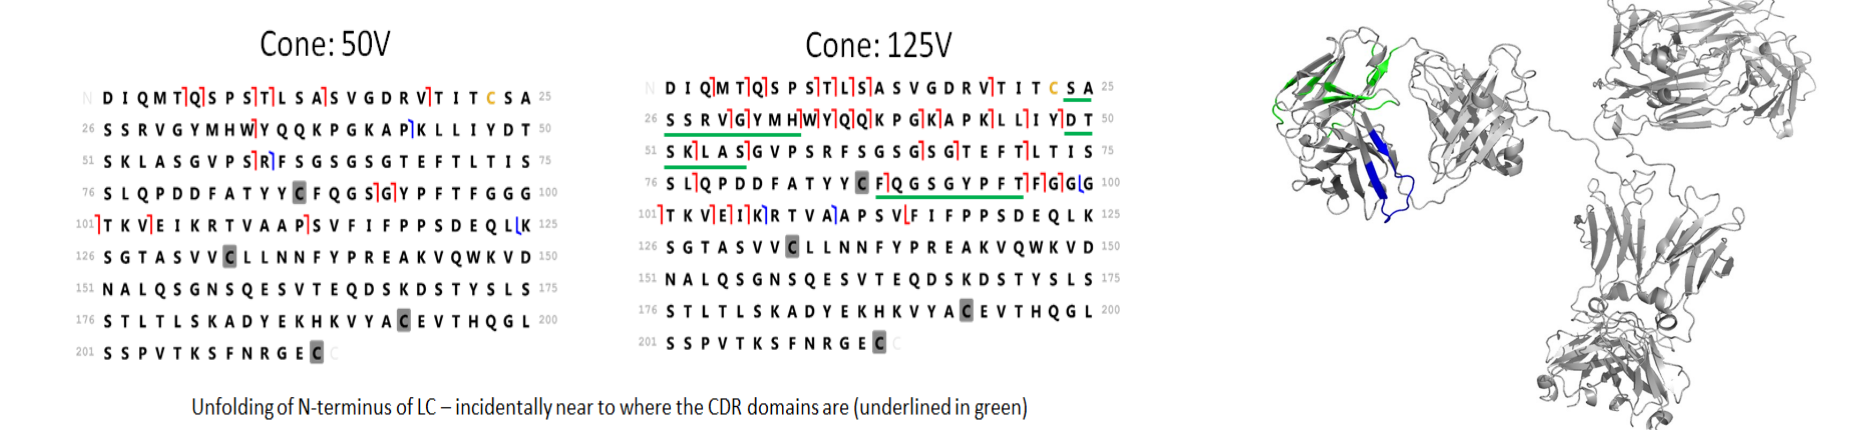 Cone: 50V
N D I Q M T Q S P S T L S A S V G D R V T I T C S A 25
26 S S R V G Y M H W Y Q Q K P G K A P K L L I Y D T 50
51 S K L A S G V P S R F S G S G S G T E F T L T I S 75
76 S L Q P D D F A T Y Y C F Q G S G Y P F T F G G G 100
101 T K V E I K R T V A A P S V F I F P P S D E Q L K 125
126 S G T A S V V C L L N N F Y P R E A K V Q W K V D 150
151 N A L Q S G N S Q E S V T E Q D S K D S T Y S L S 175
176 S T L T L S K A D Y E K H K V Y A C E V T H Q G L 200
201 S S P V T K S F N R G E C C
Cone: 125V
N D I Q M T Q S P S T L S A S V G D R V T I T C S A 25
26 S S R V G Y M H W Y Q Q K P G K A P K L L I Y D T 50
51 S K L A S G V P S R F S G S G S G T E F T L T I S 75
76 S L Q P D D F A T Y Y C F Q G S G Y P F T F G G G 100
101 T K V E I K R T V A A P S V F I F P P S D E Q L K 125
126 S G T A S V V C L L N N F Y P R E A K V Q W K V D 150
151 N A L Q S G N S Q E S V T E Q D S K D S T Y S L S 175
176 S T L T L S K A D Y E K H K V Y A C E V T H Q G L 200
201 S S P V T K S F N R G E C C
Unfolding of N-terminus of LC – incidentally near to where the CDR domains are (underlined in green)